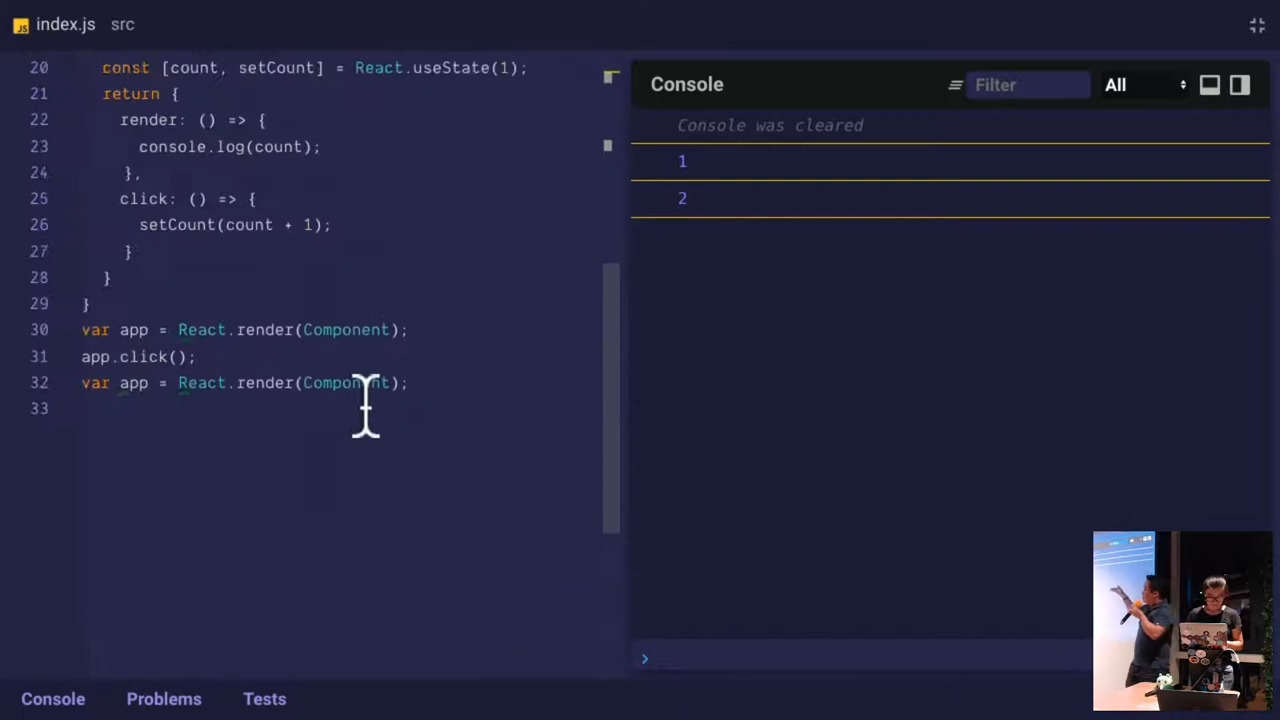 index.js src
20 const [count, setCount] = React.useState(1);
21 return {
22 render: () => {
23 console.log(count);
24 },
25 click: () => {
26 setCount(count + 1);
27 }
28 }
29 }
30 var app = React.render(Component);
31 app.click();
32 var app = React.render(Component);
33
Console Filter All
Console was cleared
1
2
›
Console Problems Tests